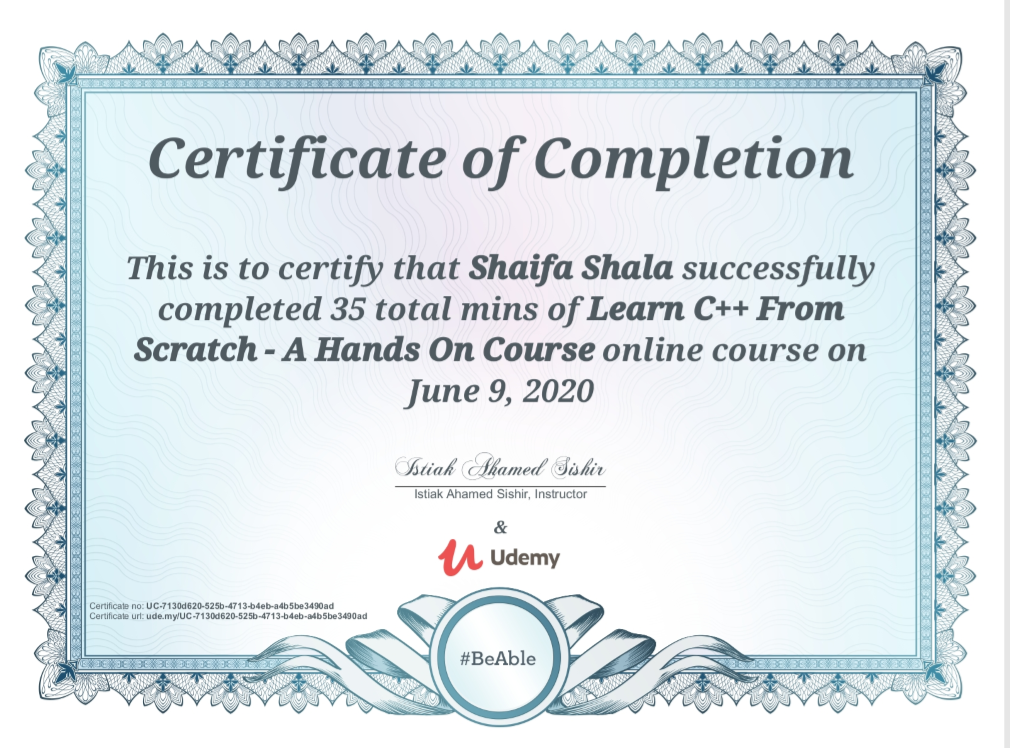 Certificate of Completion
This is to certify that Shaifa Shala successfully
completed 35 total mins of Learn C++ From
Scratch - A Hands On Course online course on
June 9, 2020
Istiak Ahamed Sishir
Istiak Ahamed Sishir, Instructor
&
Udemy
Certificate no: UC-7130d620-525b-4713-b4eb-a4b5be3490ad
Certificate url: ude.my/UC-7130d620-525b-4713-b4eb-a4b5be3490ad
#BeAble